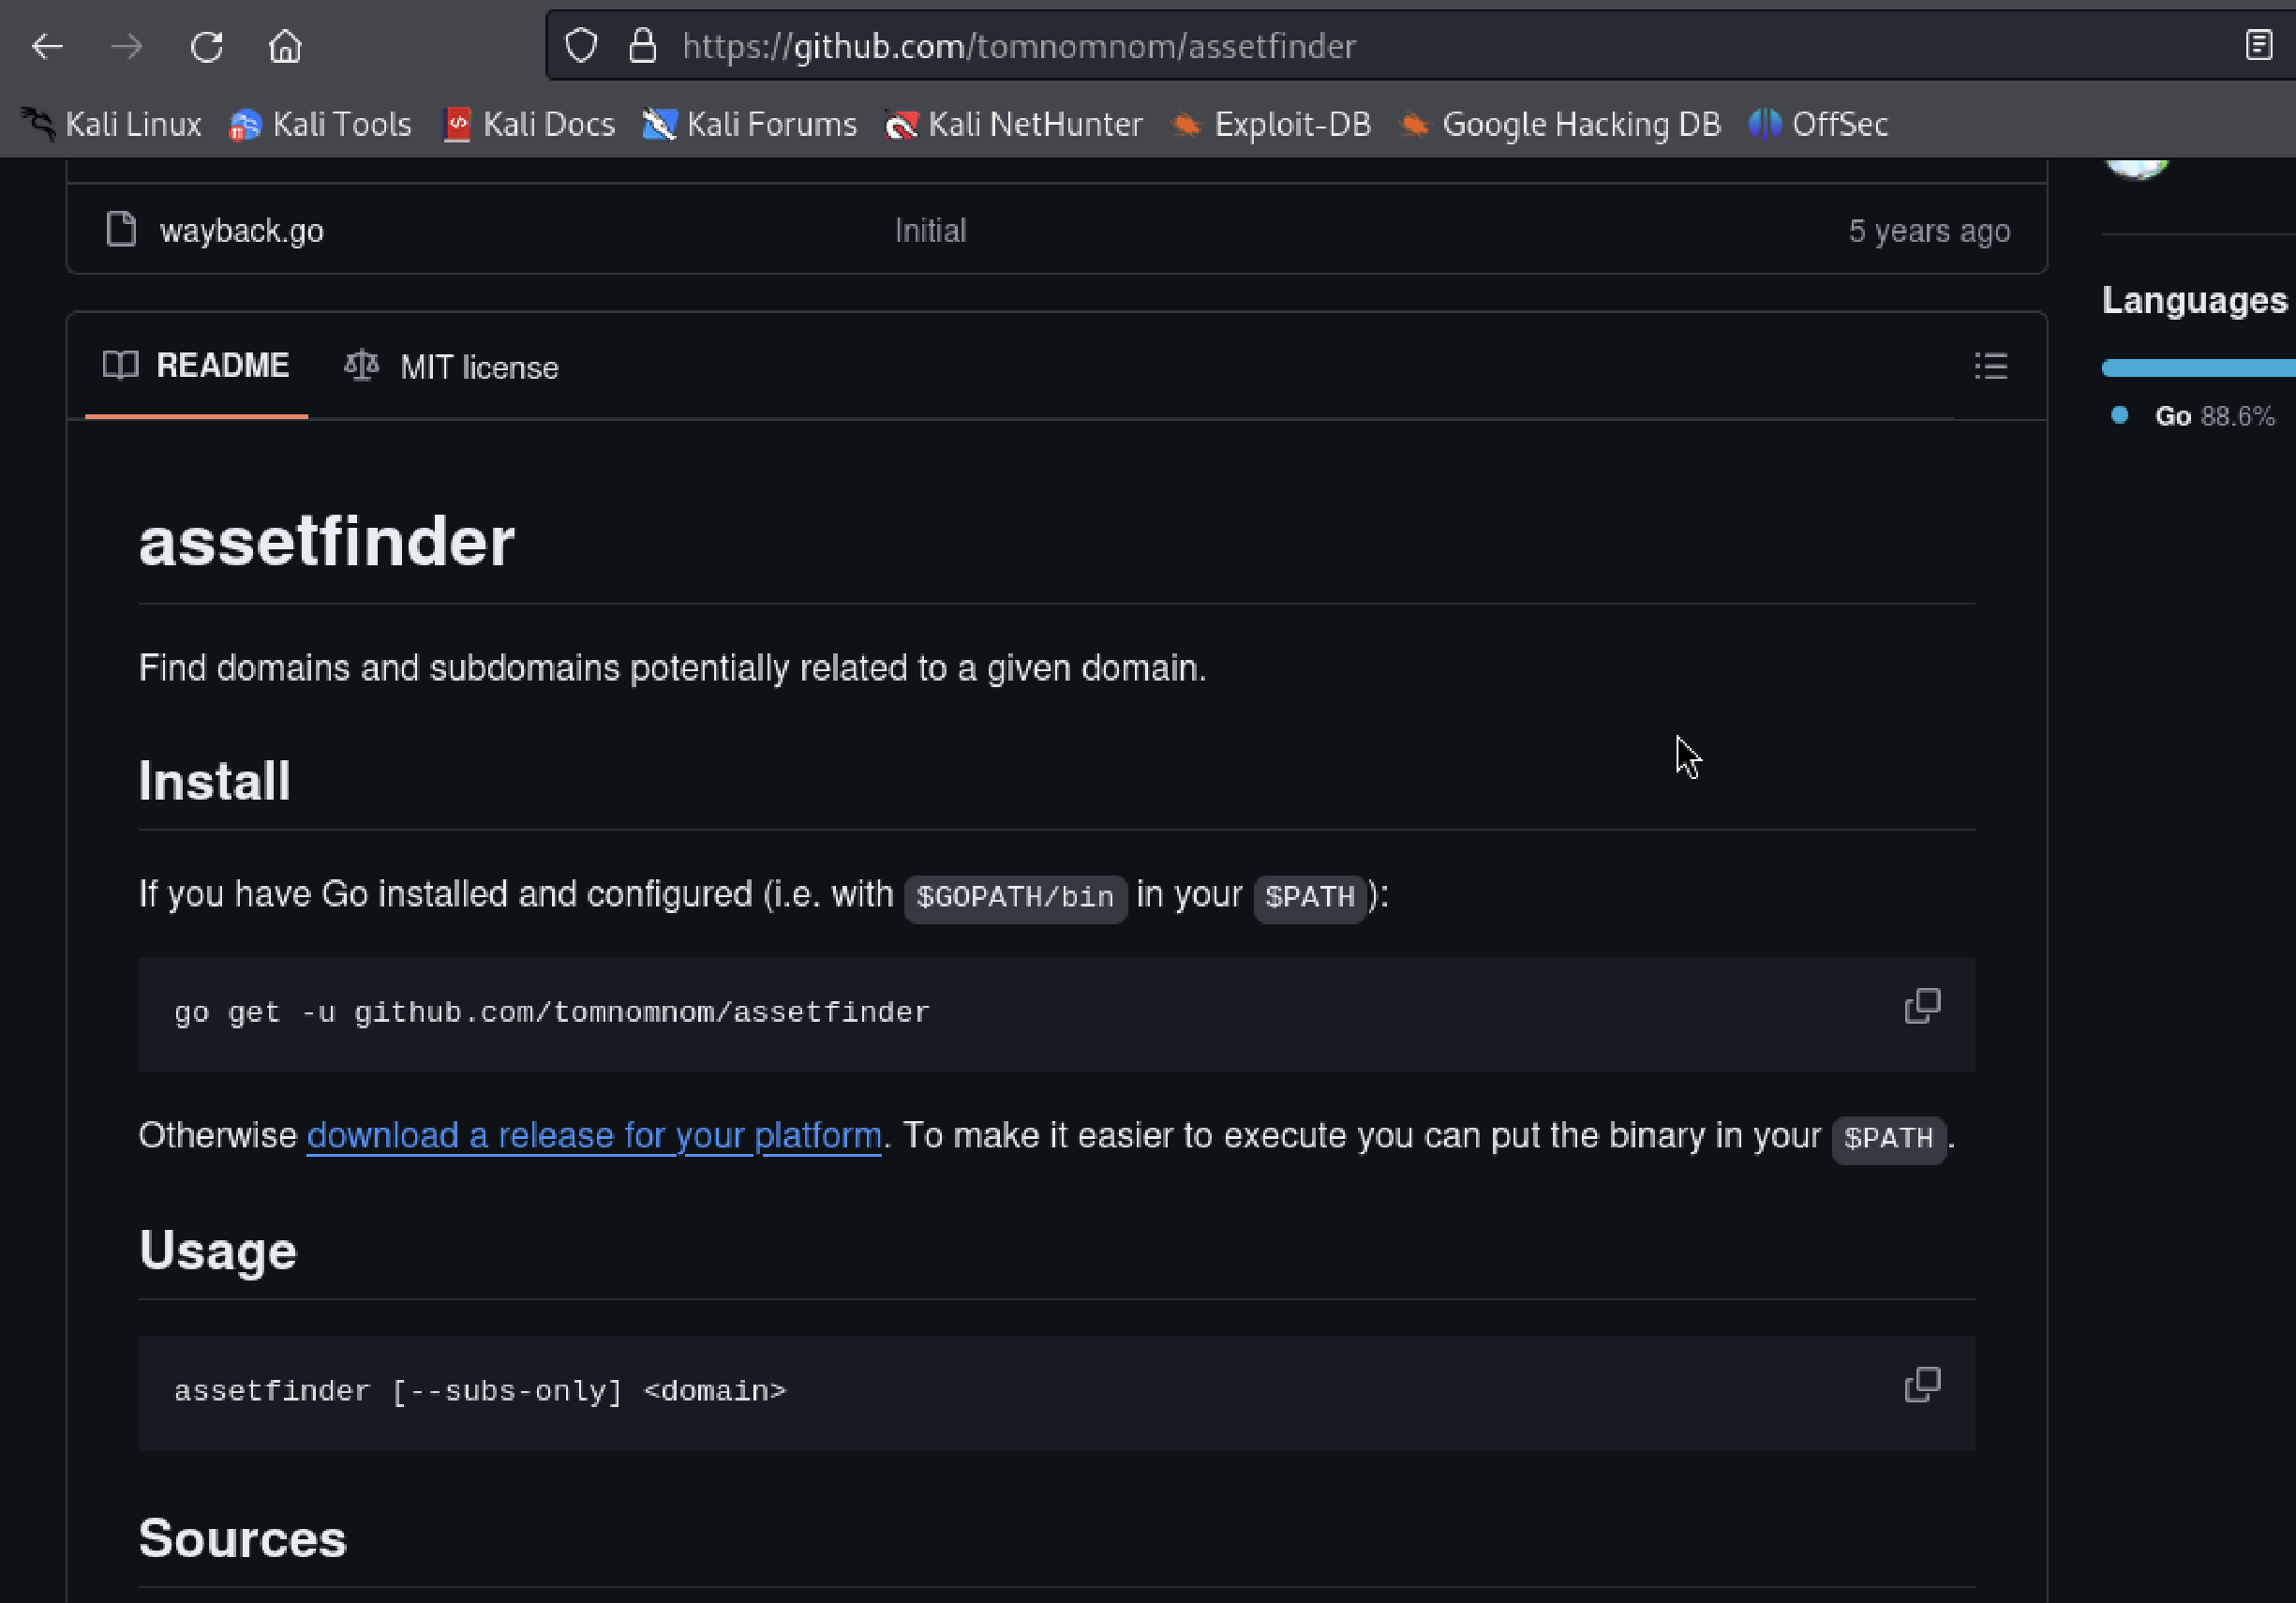 https://github.com/tomnomnom/assetfinder
Kali Linux Kali Tools Kali Docs Kali Forums Kali NetHunter Exploit-DB Google Hacking DB OffSec
wayback.go Initial 5 years ago
Languages
README MIT license
Go 88.6%
assetfinder
Find domains and subdomains potentially related to a given domain.
Install
If you have Go installed and configured (i.e. with $GOPATH/bin in your $PATH):
go get -u github.com/tomnomnom/assetfinder
Otherwise download a release for your platform. To make it easier to execute you can put the binary in your $PATH.
Usage
assetfinder [--subs-only] <domain>
Sources